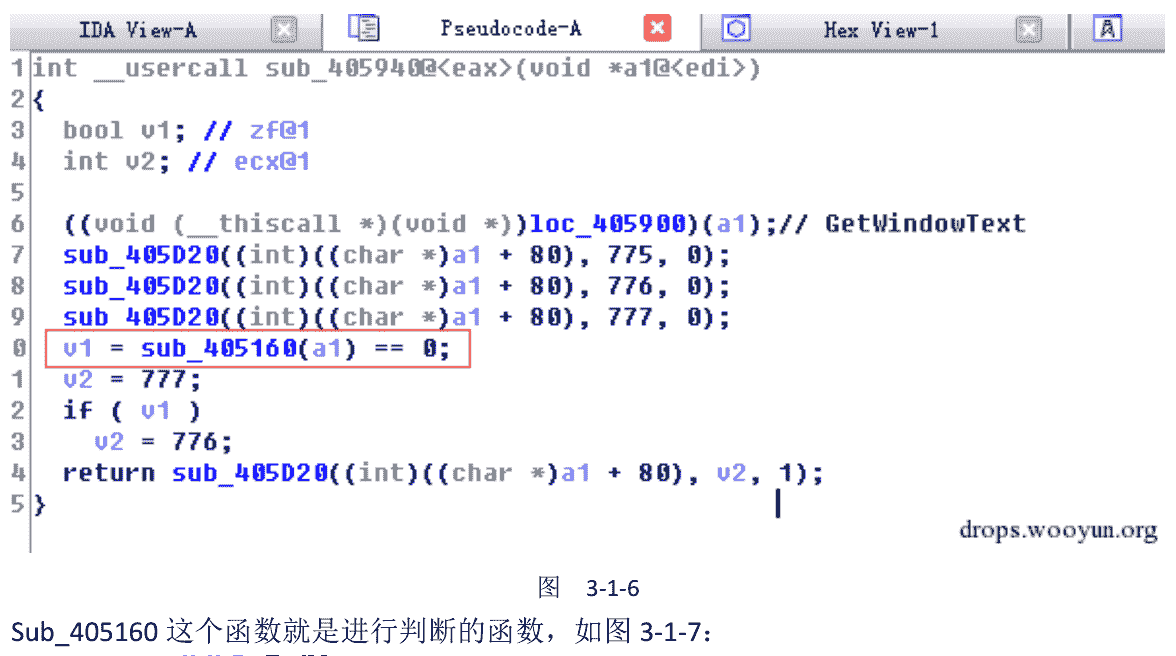 IDA View-A Pseudocode-A Hex View-1 A
1 int __usercall sub_405940@<eax>(void *a1@<edi>)
2 {
3 bool v1; // zf@1
4 int v2; // ecx@1
5
6 ((void (__thiscall *)(void *))loc_405900)(a1);// GetWindowText
7 sub_405D20((int)((char *)a1 + 80), 775, 0);
8 sub_405D20((int)((char *)a1 + 80), 776, 0);
9 sub_405D20((int)((char *)a1 + 80), 777, 0);
0 v1 = sub_405160(a1) == 0;
1 v2 = 777;
2 if ( v1 )
3 v2 = 776;
4 return sub_405D20((int)((char *)a1 + 80), v2, 1);
5 }
drops.wooyun.org
图 3-1-6
Sub_405160 这个函数就是进行判断的函数，如图 3-1-7：